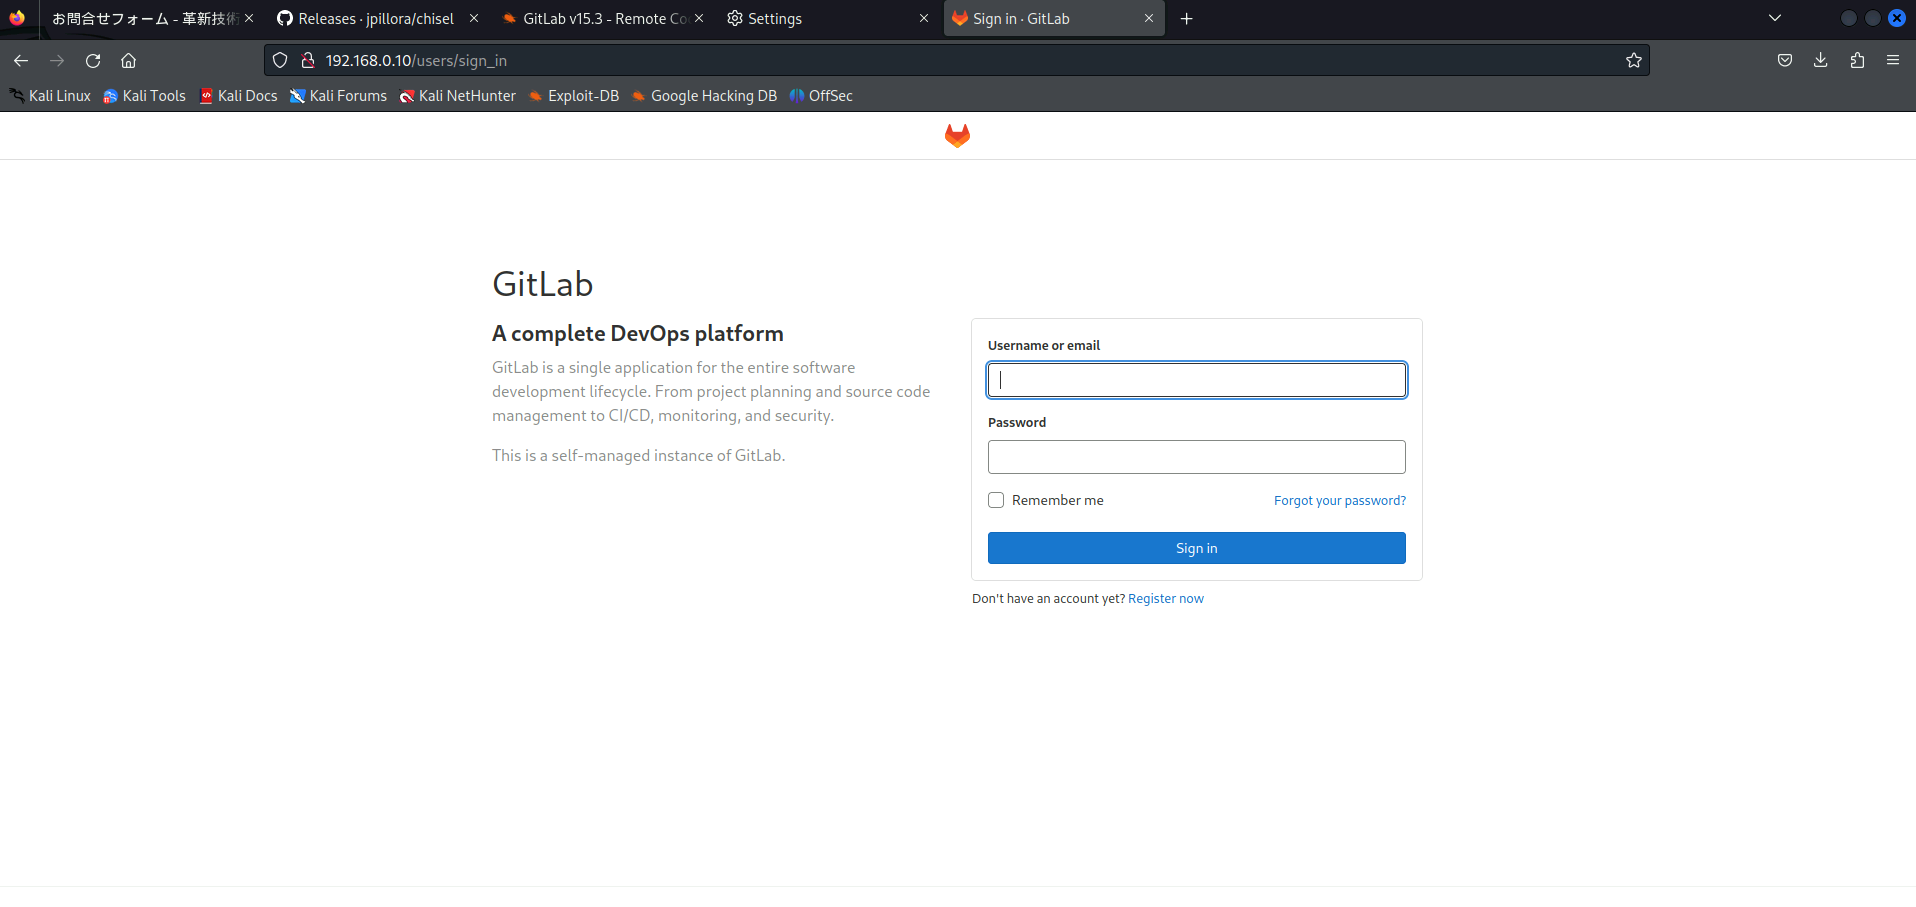 お問合せフォーム - 革新技術
Releases · jpillora/chisel
GitLab v15.3 - Remote Co
Settings
Sign in · GitLab
192.168.0.10/users/sign_in
Kali Linux
Kali Tools
Kali Docs
Kali Forums
Kali NetHunter
Exploit-DB
Google Hacking DB
OffSec
GitLab
A complete DevOps platform
GitLab is a single application for the entire software
development lifecycle. From project planning and source code
management to CI/CD, monitoring, and security.
This is a self-managed instance of GitLab.
Username or email
Password
Remember me
Forgot your password?
Sign in
Don't have an account yet? Register now